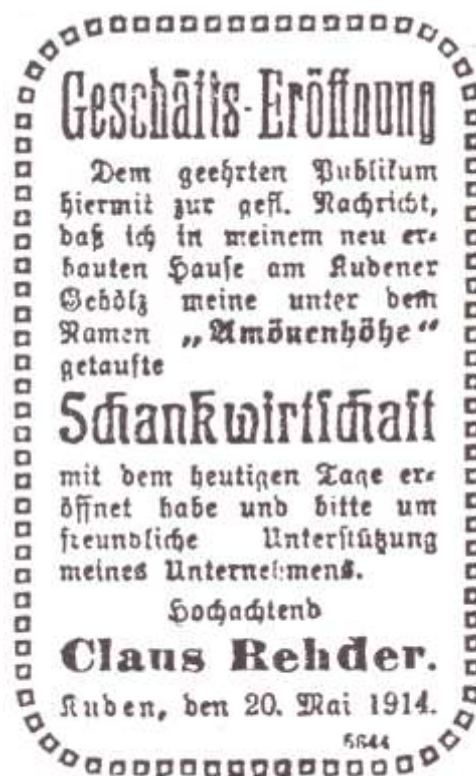 Geschäfts-Eröffnung
Dem geehrten Publikum
hiermit zur gefl. Nachricht,
daß ich in meinem neu er-
bauten Hause am Kudener
Gehölz meine unter dem
Namen „Amönenhöhe“
getaufte
Schankwirtschaft
mit dem heutigen Tage er-
öffnet habe und bitte um
freundliche Unterstützung
meines Unternehmens.
Hochachtend
Claus Rehder.
Kuden, den 20. Mai 1914.
5644